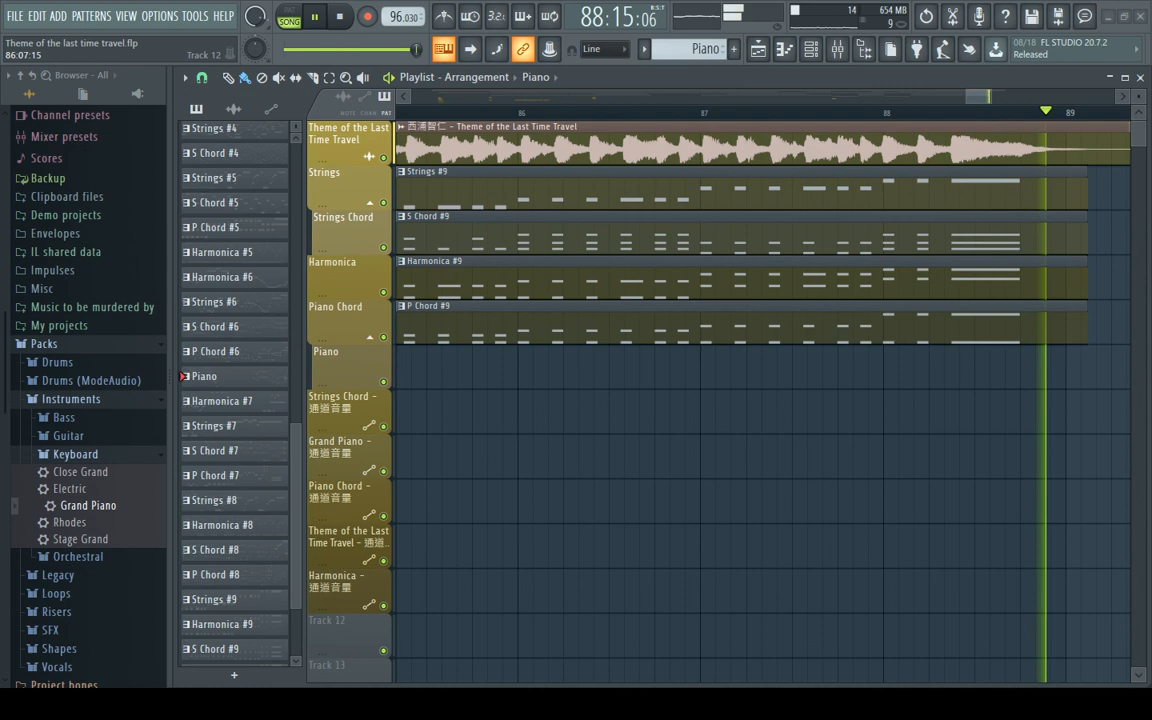 FILE EDIT ADD PATTERNS VIEW OPTIONS TOOLS HELP
PAT
SONG
96.030
3.2:
88:15:06
B:S:T
14
654 MB
9
Theme of the last time travel.flp
86:07:15
Track 12
Line
Piano
08/18 FL STUDIO 20.7.2
Released
Browser - All
Playlist - Arrangement
Piano
NOTE CHAN PAT
86
87
88
89
Channel presets
Mixer presets
Scores
Backup
Clipboard files
Demo projects
Envelopes
IL shared data
Impulses
Misc
Music to be murdered by
My projects
Packs
Drums
Drums (ModeAudio)
Instruments
Bass
Guitar
Keyboard
Close Grand
Electric
Grand Piano
Rhodes
Stage Grand
Orchestral
Legacy
Loops
Risers
SFX
Shapes
Vocals
Project bones
Strings #4
S Chord #4
Strings #5
S Chord #5
P Chord #5
Harmonica #5
Harmonica #6
Strings #6
S Chord #6
P Chord #6
Piano
Harmonica #7
Strings #7
S Chord #7
P Chord #7
Strings #8
Harmonica #8
S Chord #8
P Chord #8
Strings #9
Harmonica #9
S Chord #9
Theme of the Last
Time Travel
Strings
Strings Chord
Harmonica
Piano Chord
Piano
Strings Chord -
通道音量
Grand Piano -
通道音量
Piano Chord -
通道音量
Theme of the Last
Time Travel - 通道..
Harmonica -
通道音量
Track 12
Track 13
西浦智仁 - Theme of the Last Time Travel
Strings #9
S Chord #9
Harmonica #9
P Chord #9